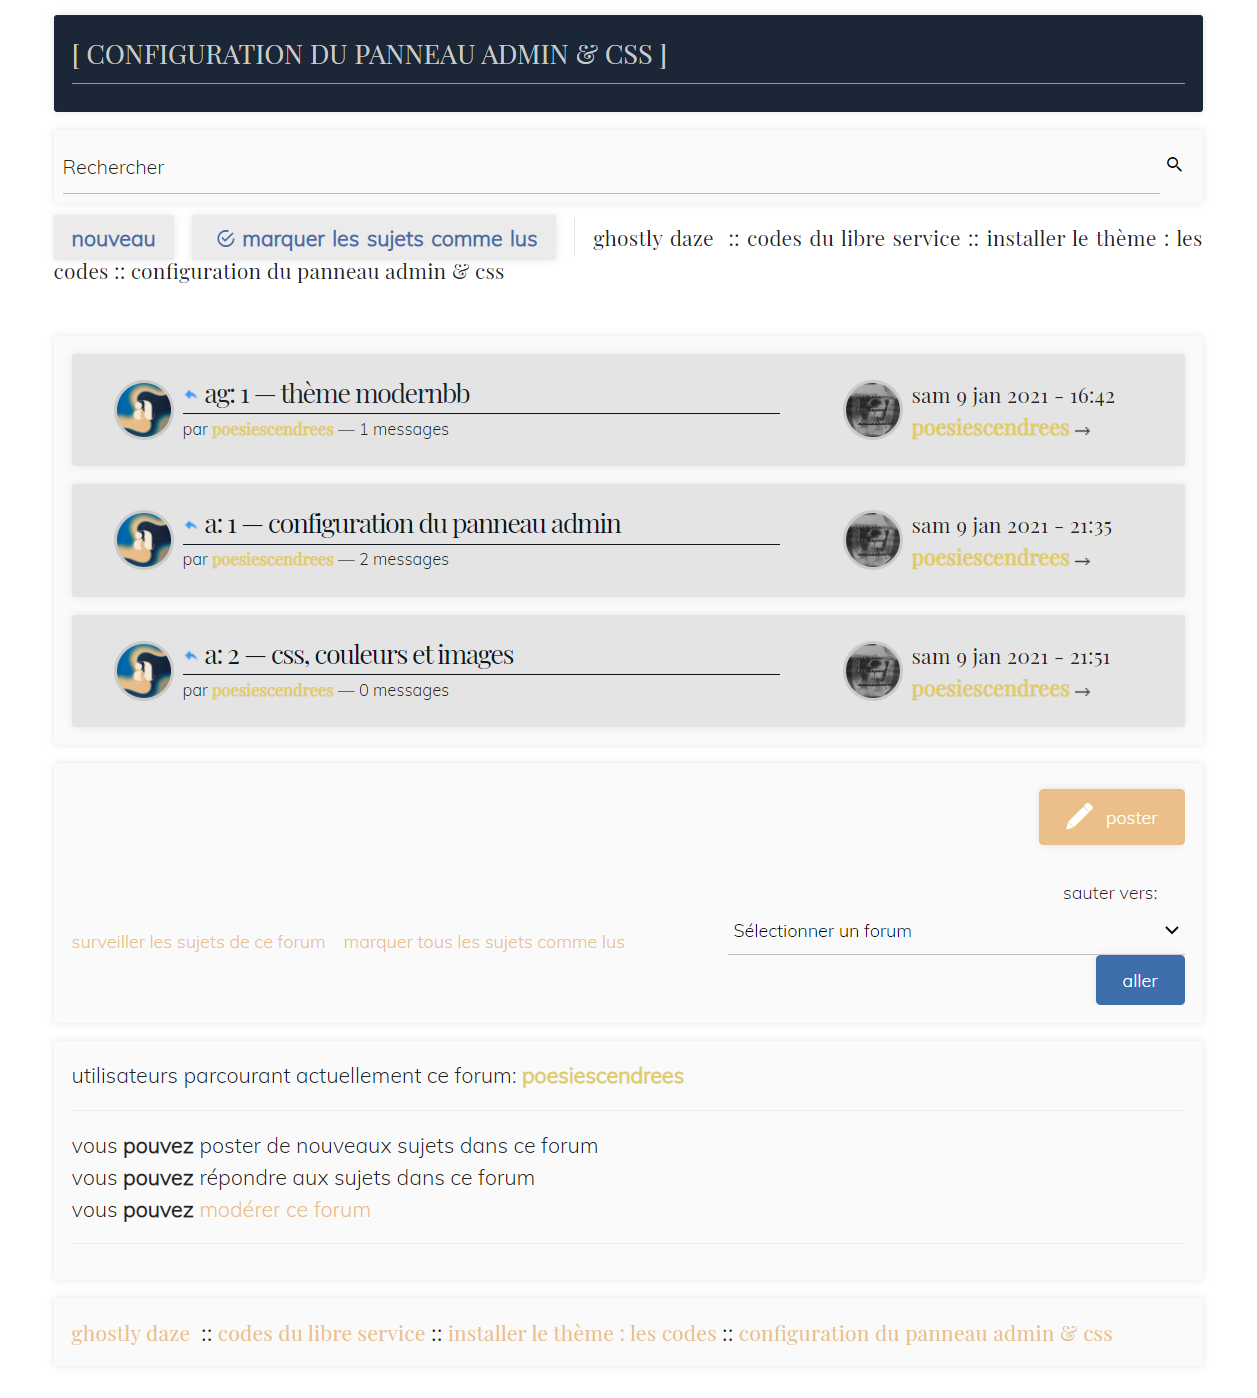 [ CONFIGURATION DU PANNEAU ADMIN & CSS ]
Rechercher
nouveau marquer les sujets comme lus ghostly daze :: codes du libre service :: installer le thème : les
codes :: configuration du panneau admin & css
ag: 1 — thème modernbb
par poesiescendrees — 1 messages
sam 9 jan 2021 - 16:42
poesiescendrees →
a: 1 — configuration du panneau admin
par poesiescendrees — 2 messages
sam 9 jan 2021 - 21:35
poesiescendrees →
a: 2 — css, couleurs et images
par poesiescendrees — 0 messages
sam 9 jan 2021 - 21:51
poesiescendrees →
poster
sauter vers:
surveiller les sujets de ce forum marquer tous les sujets comme lus
Sélectionner un forum
aller
utilisateurs parcourant actuellement ce forum: poesiescendrees
vous pouvez poster de nouveaux sujets dans ce forum
vous pouvez répondre aux sujets dans ce forum
vous pouvez modérer ce forum
ghostly daze :: codes du libre service :: installer le thème : les codes :: configuration du panneau admin & css